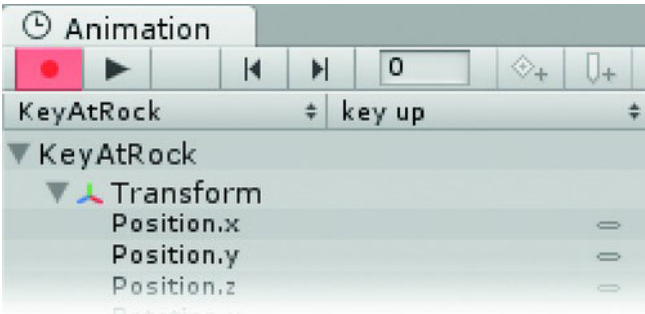 Animation
0
KeyAtRock key up
KeyAtRock
Transform
Position.x
Position.y
Position.z